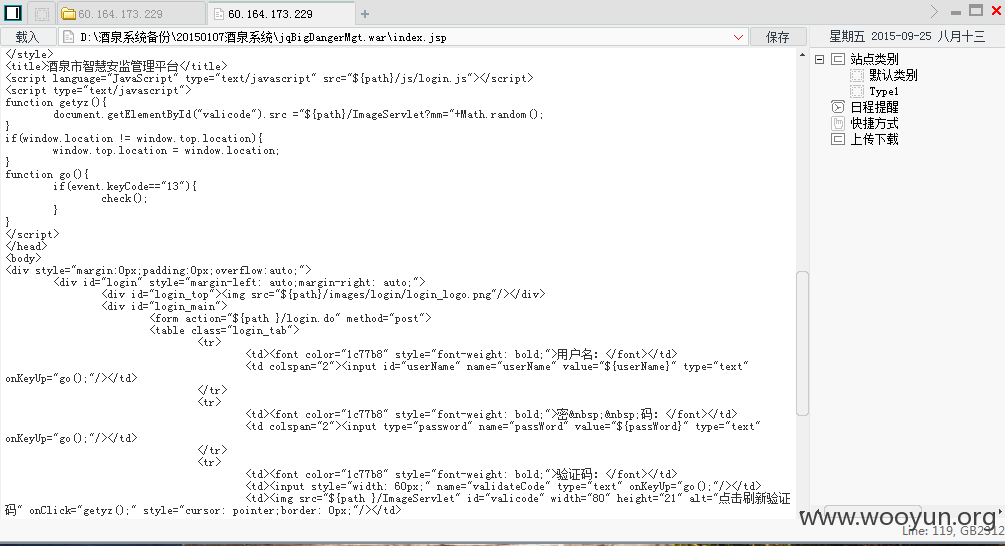 60.164.173.229
60.164.173.229
载入
D:\酒泉系统备份\20150107酒泉系统\jqBigDangerMgt.war\index.jsp
保存
星期五 2015-09-25 八月十三
</style>
<title>酒泉市智慧安监管理平台</title>
<script language="JavaScript" type="text/javascript" src="${path}/js/login.js"></script>
<script type="text/javascript">
function getyz(){
document.getElementById("valicode").src ="${path}/ImageServlet?mm="+Math.random();
}
if(window.location != window.top.location){
window.top.location = window.location;
}
function go(){
if(event.keyCode=="13"){
check();
}
}
</script>
</head>
<body>
<div style="margin:0px;padding:0px;overflow:auto;">
<div id="login" style="margin-left: auto;margin-right: auto;">
<div id="login_top"><img src="${path}/images/login/login_logo.png"/></div>
<div id="login_main">
<form action="${path }/login.do" method="post">
<table class="login_tab">
<tr>
<td><font color="1c77b8" style="font-weight: bold;">用户名: </font></td>
<td colspan="2"><input id="userName" name="userName" value="${userName}" type="text"
onKeyUp="go();"/></td>
</tr>
<tr>
<td><font color="1c77b8" style="font-weight: bold;">密&nbsp;&nbsp;码: </font></td>
<td colspan="2"><input type="password" name="passWord" value="${passWord}" type="text"
onKeyUp="go();"/></td>
</tr>
<tr>
<td><font color="1c77b8" style="font-weight: bold;">验证码: </font></td>
<td><input style="width: 60px;" name="validateCode" type="text" onKeyUp="go();"/></td>
<td><img src="${path }/ImageServlet" id="valicode" width="80" height="21" alt="点击刷新验证
码" onClick="getyz();" style="cursor: pointer;border: 0px;"/></td>
站点类别
默认类别
Type1
日程提醒
快捷方式
上传下载
www.wooyun.org
Line: 119, GB2312